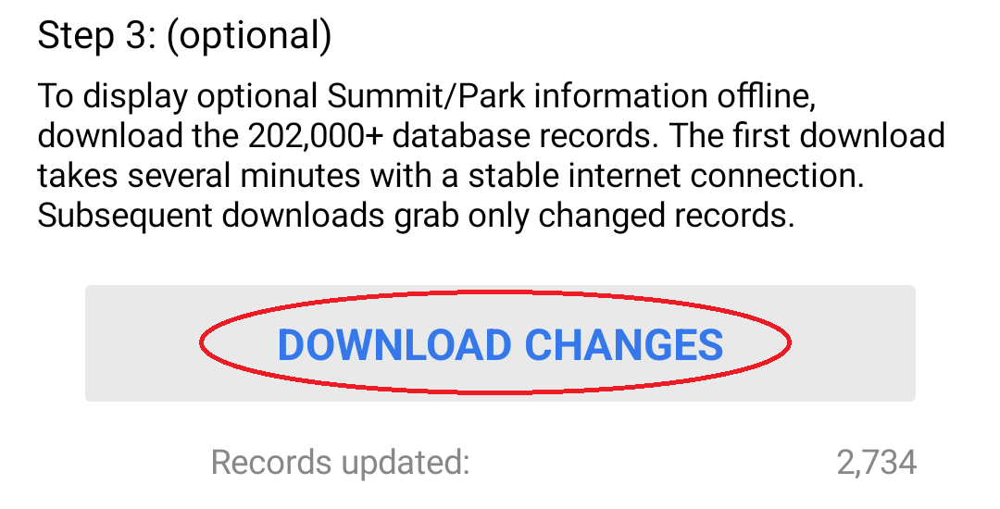 Step 3: (optional)
To display optional Summit/Park information offline,
download the 202,000+ database records. The first download
takes several minutes with a stable internet connection.
Subsequent downloads grab only changed records.
DOWNLOAD CHANGES
Records updated: 2,734